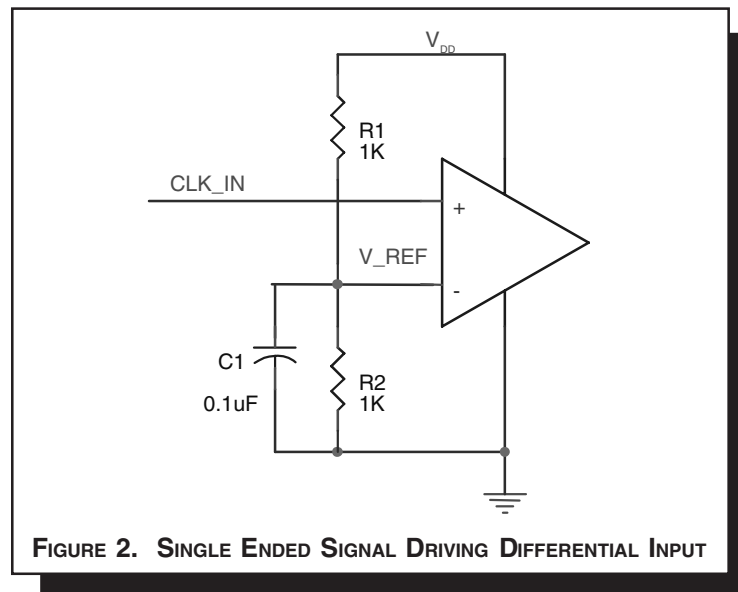 V_DD
R1
1K
CLK_IN
+
V_REF
-
C1
0.1uF
R2
1K
FIGURE 2. SINGLE ENDED SIGNAL DRIVING DIFFERENTIAL INPUT